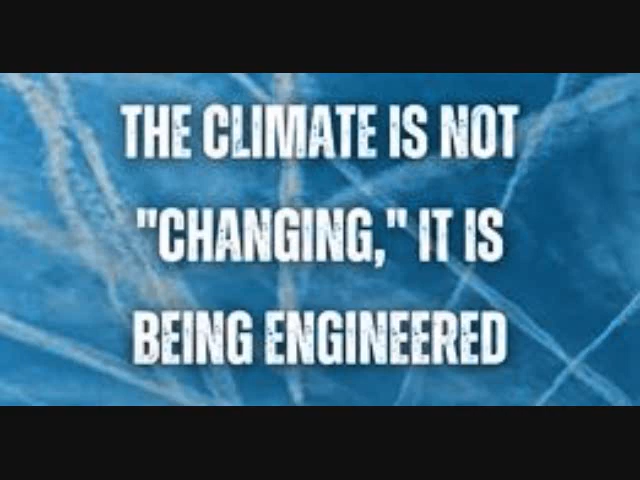 THE CLIMATE IS NOT
"CHANGING," IT IS
BEING ENGINEERED